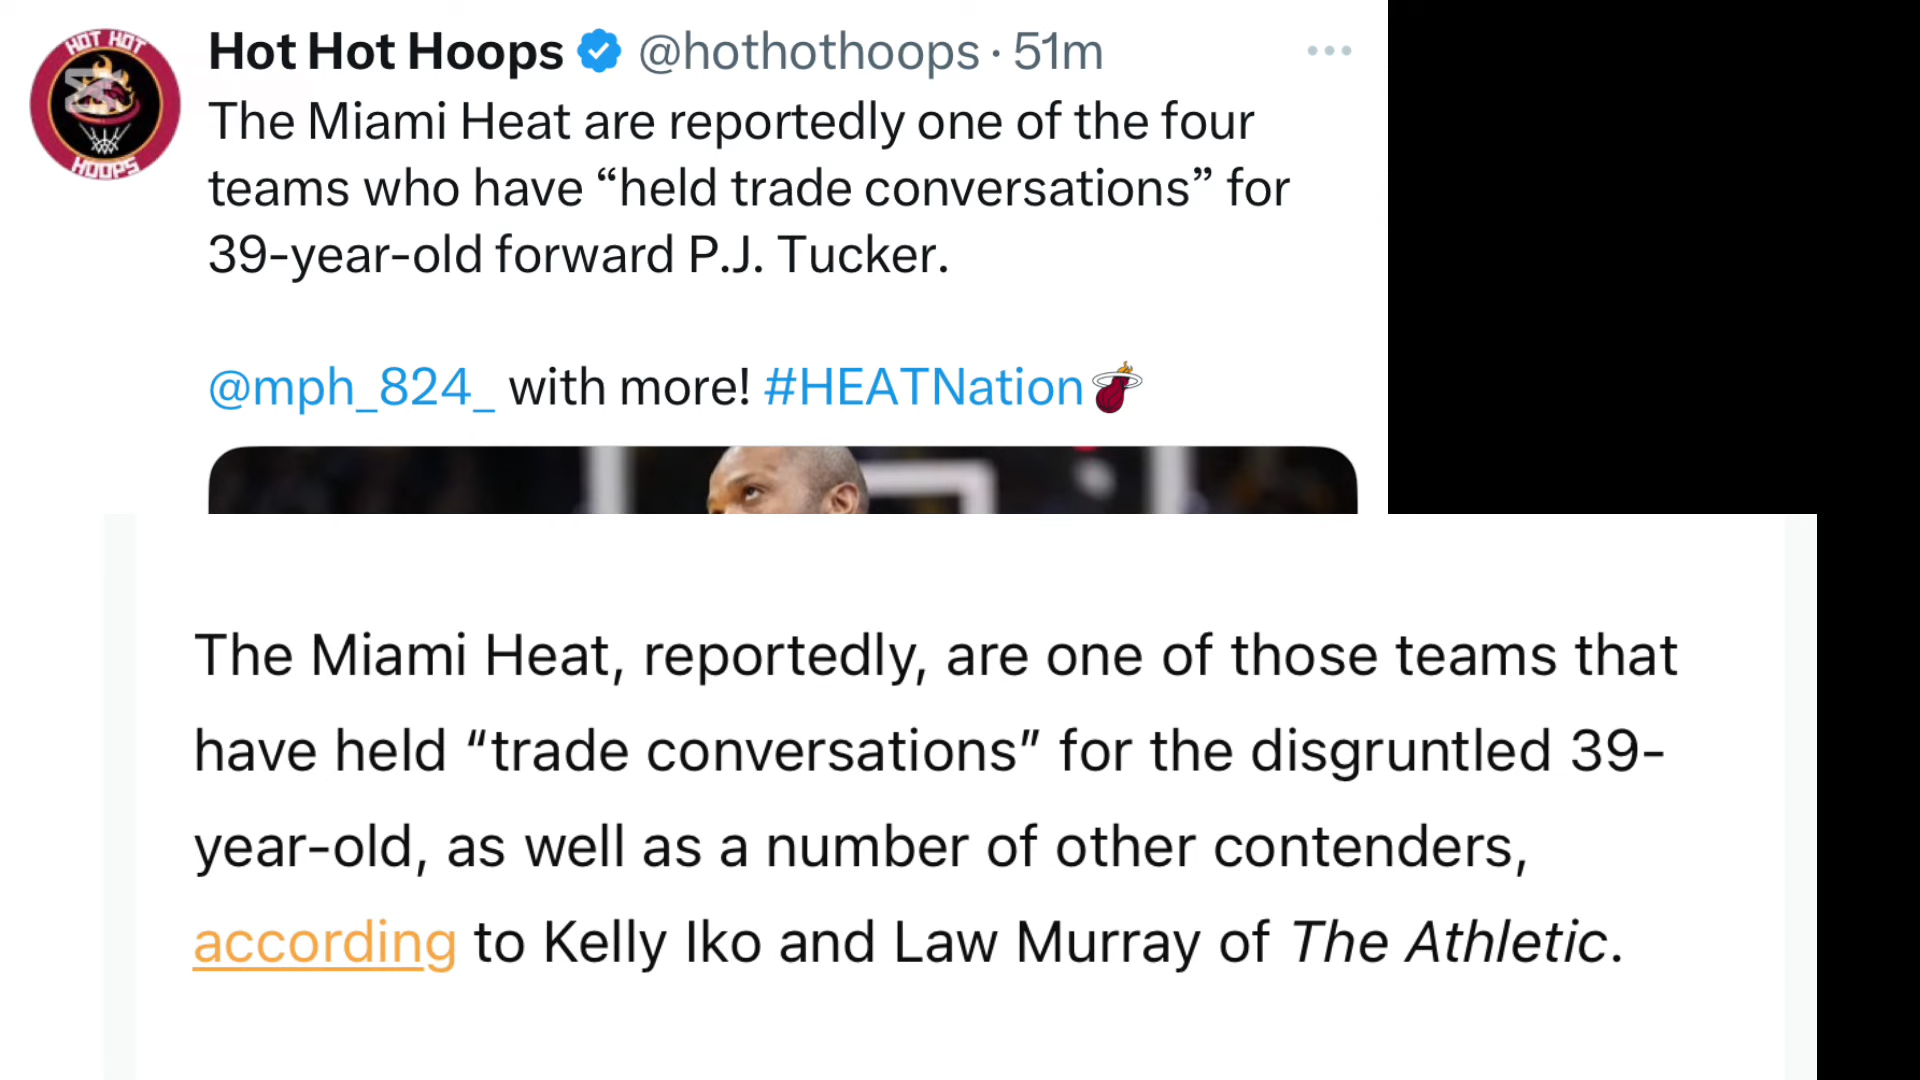 HOT HOT
HOOPS
Hot Hot Hoops @hothothoops · 51m
The Miami Heat are reportedly one of the four
teams who have “held trade conversations” for
39-year-old forward P.J. Tucker.
@mph_824_ with more! #HEATNation
The Miami Heat, reportedly, are one of those teams that
have held “trade conversations” for the disgruntled 39-
year-old, as well as a number of other contenders,
according to Kelly Iko and Law Murray of The Athletic.